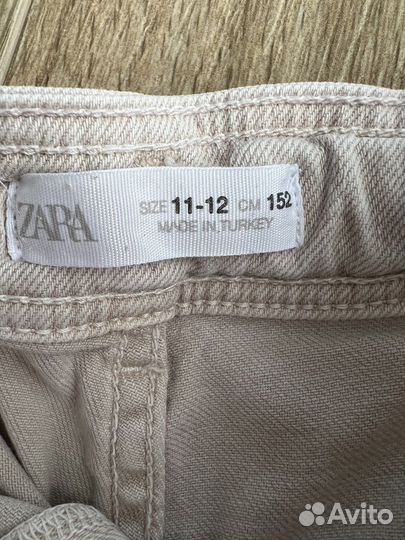 ZARA
SIZE 11-12 CM 152
MADE IN TURKEY
Avito